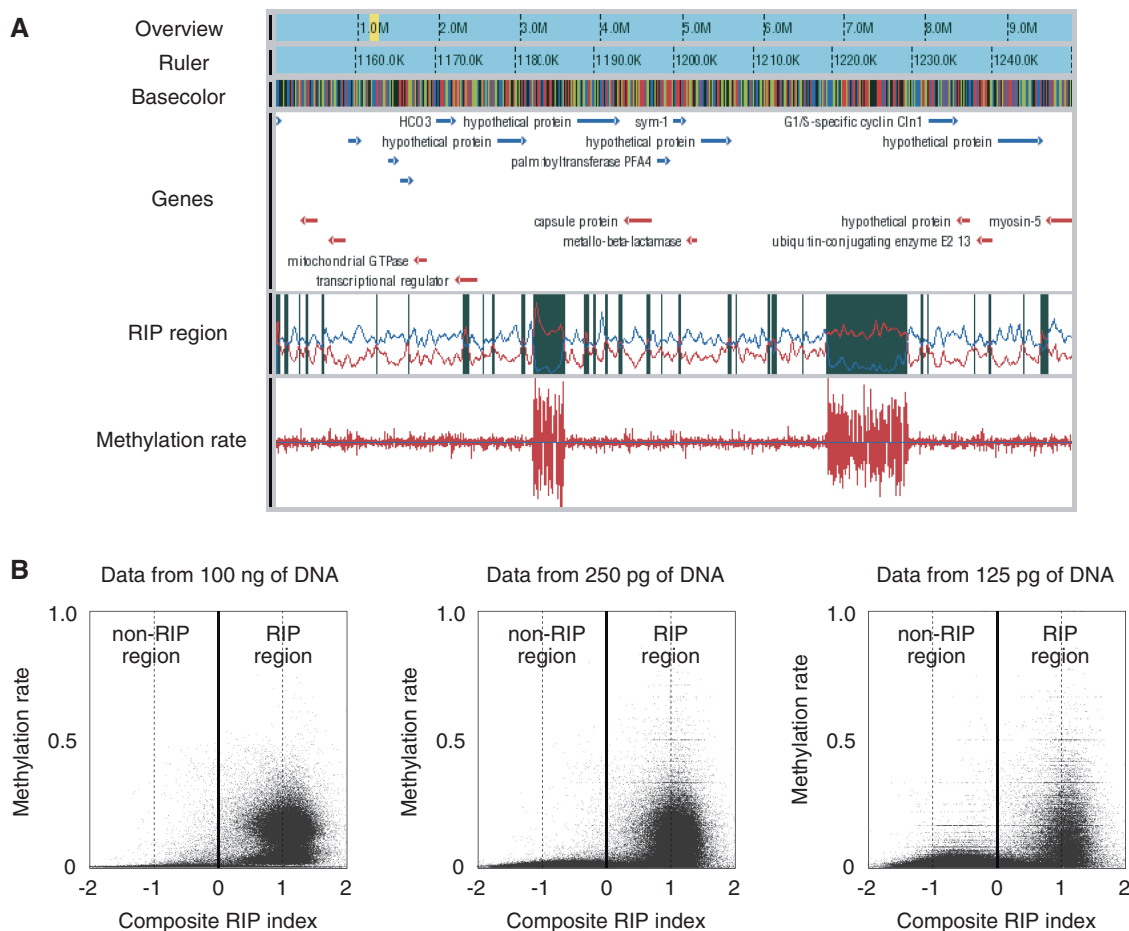 A
Overview
1.0M 2.0M 3.0M 4.0M 5.0M 6.0M 7.0M 8.0M 9.0M
Ruler
1160.0K 1170.0K 1180.0K 1190.0K 1200.0K 1210.0K 1220.0K 1230.0K 1240.0K
Basecolor
Genes
HCO3 hypothetical protein sym-1 G1/S-specific cyclin Cln1
hypothetical protein hypothetical protein hypothetical protein
palmitoyltransferase PFA4
capsule protein hypothetical protein myosin-5
metallo-beta-lactamase ubiquitin-conjugating enzyme E2 13
mitochondrial GTPase
transcriptional regulator
RIP region
Methylation rate
B
Data from 100 ng of DNA
Methylation rate
1.0
0.5
0
non-RIP region
RIP region
-2 -1 0 1 2
Composite RIP index
Data from 250 pg of DNA
Methylation rate
1.0
0.5
0
non-RIP region
RIP region
-2 -1 0 1 2
Composite RIP index
Data from 125 pg of DNA
Methylation rate
1.0
0.5
0
non-RIP region
RIP region
-2 -1 0 1 2
Composite RIP index